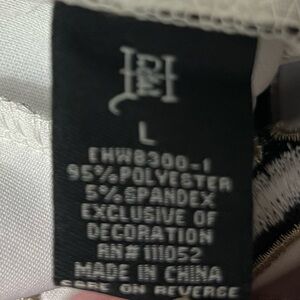 L
EHW8300-1
95% POLYESTER
5% SPANDEX
EXCLUSIVE OF
DECORATION
RN# 111052
MADE IN CHINA
CARE ON REVERSE